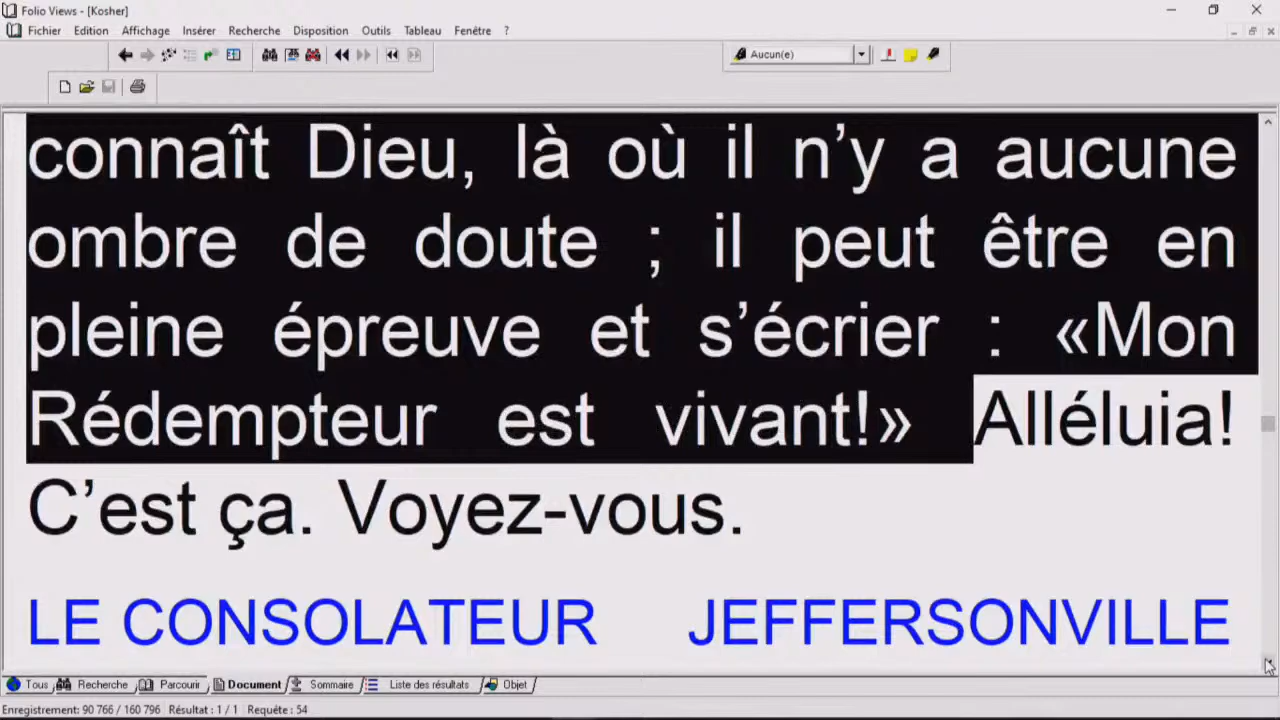 Folio Views - [Kosher]
Fichier Edition Affichage Insérer Recherche Disposition Outils Tableau Fenêtre ?
Aucun(e)
connaît Dieu, là où il n’y a aucune
ombre de doute ; il peut être en
pleine épreuve et s’écrier : «Mon
Rédempteur est vivant!» Alléluia!
C’est ça. Voyez-vous.
LE CONSOLATEUR JEFFERSONVILLE
Tous Recherche Parcourir Document Sommaire Liste des résultats Objet
Enregistrement: 90 766 / 160 796 Résultat : 1 / 1 Requête : 54